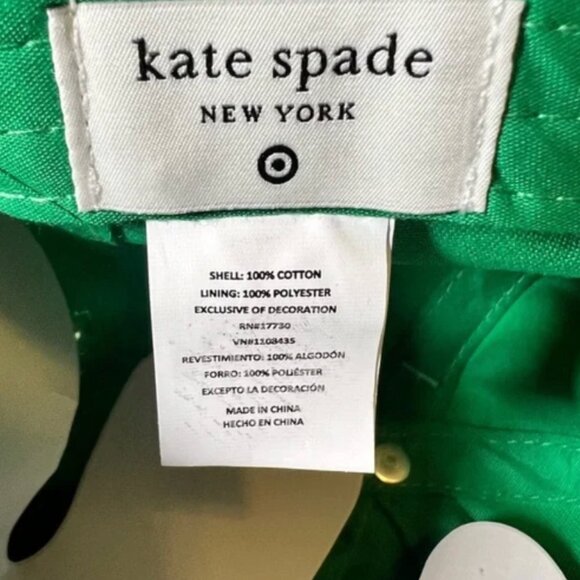 kate spade
NEW YORK
SHELL: 100% COTTON
LINING: 100% POLYESTER
EXCLUSIVE OF DECORATION
RN#17730
VN#1108435
REVESTIMIENTO: 100% ALGODÓN
FORRO: 100% POLIÉSTER
EXCEPTO LA DECORACIÓN
MADE IN CHINA
HECHO EN CHINA